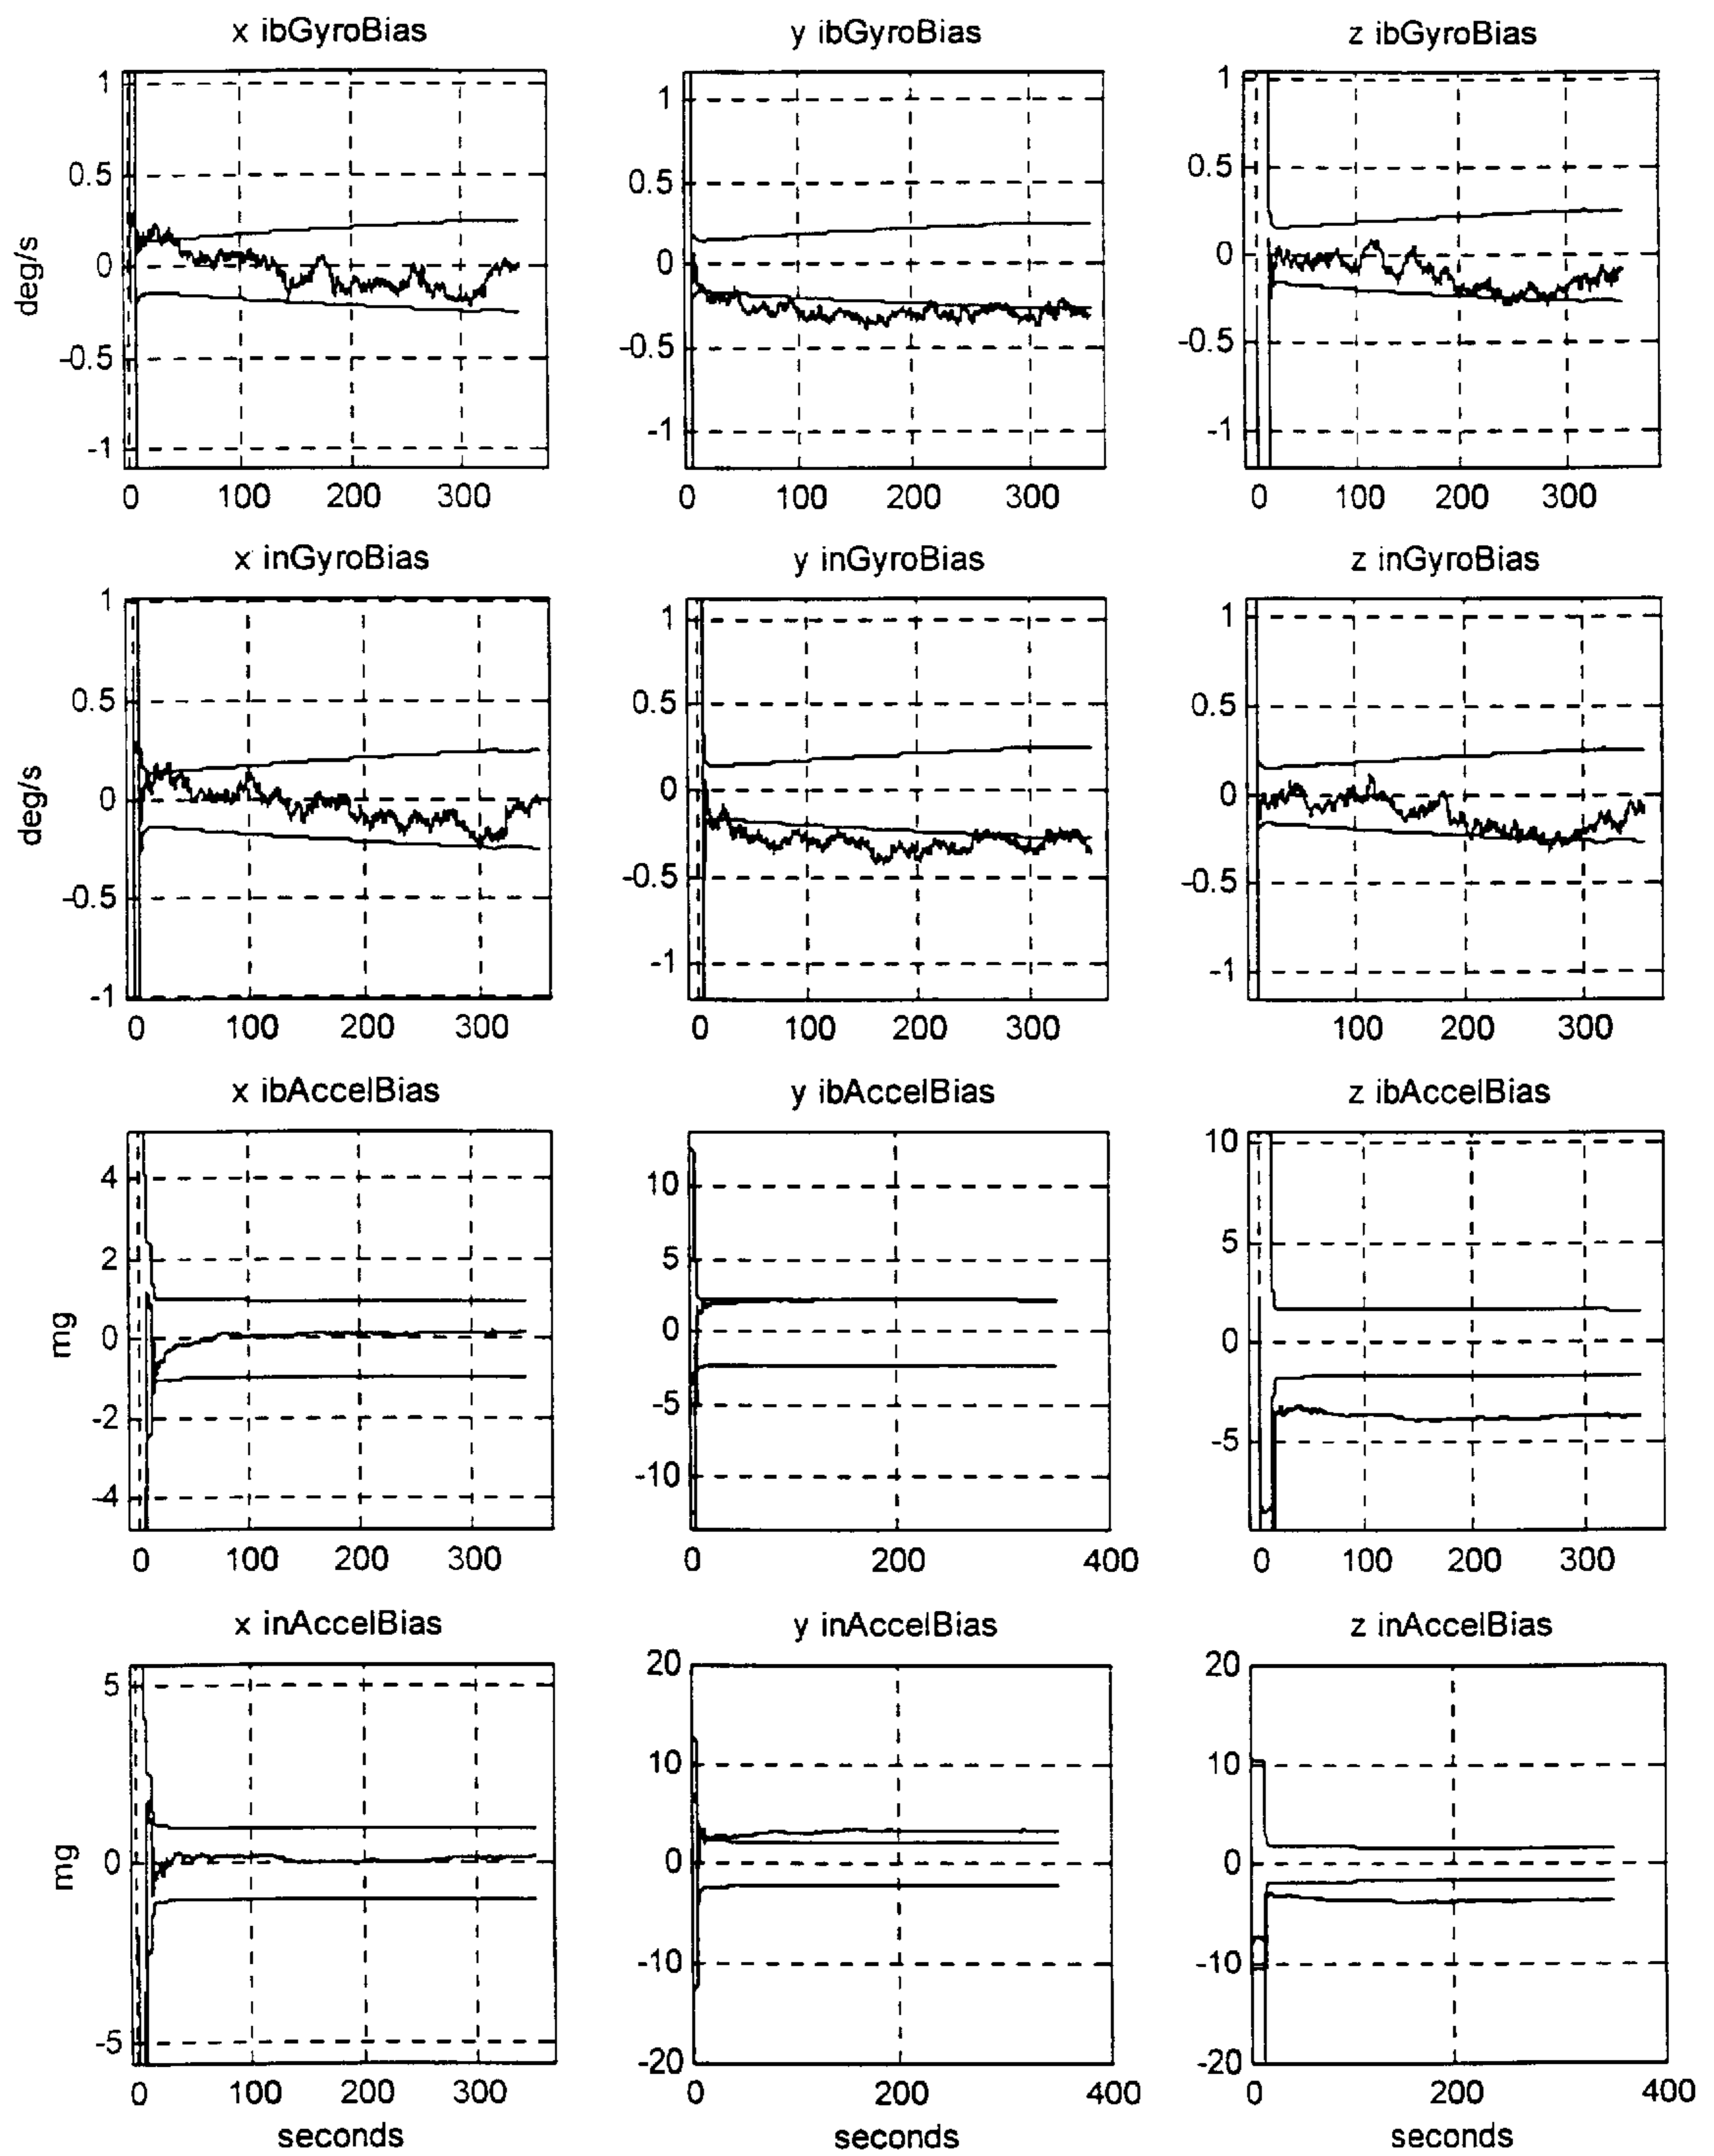 x ibGyroBias
y ibGyroBias
z ibGyroBias
deg/s
1
0.5
0
-0.5
-1
0 100 200 300
1
0.5
0
-0.5
-1
0 100 200 300
1
0.5
0
-0.5
-1
0 100 200 300
x inGyroBias
y inGyroBias
z inGyroBias
deg/s
1
0.5
0
-0.5
-1
0 100 200 300
1
0.5
0
-0.5
-1
0 100 200 300
1
0.5
0
-0.5
-1
100 200 300
x ibAccelBias
y ibAccelBias
z ibAccelBias
mg
4
2
0
-2
-4
0 100 200 300
10
5
0
-5
-10
0 200 400
10
5
0
-5
0 100 200 300
x inAccelBias
y inAccelBias
z inAccelBias
mg
5
0
-5
0 100 200 300
seconds
20
10
0
-10
-20
0 200 400
seconds
20
10
0
-10
-20
0 200 400
seconds